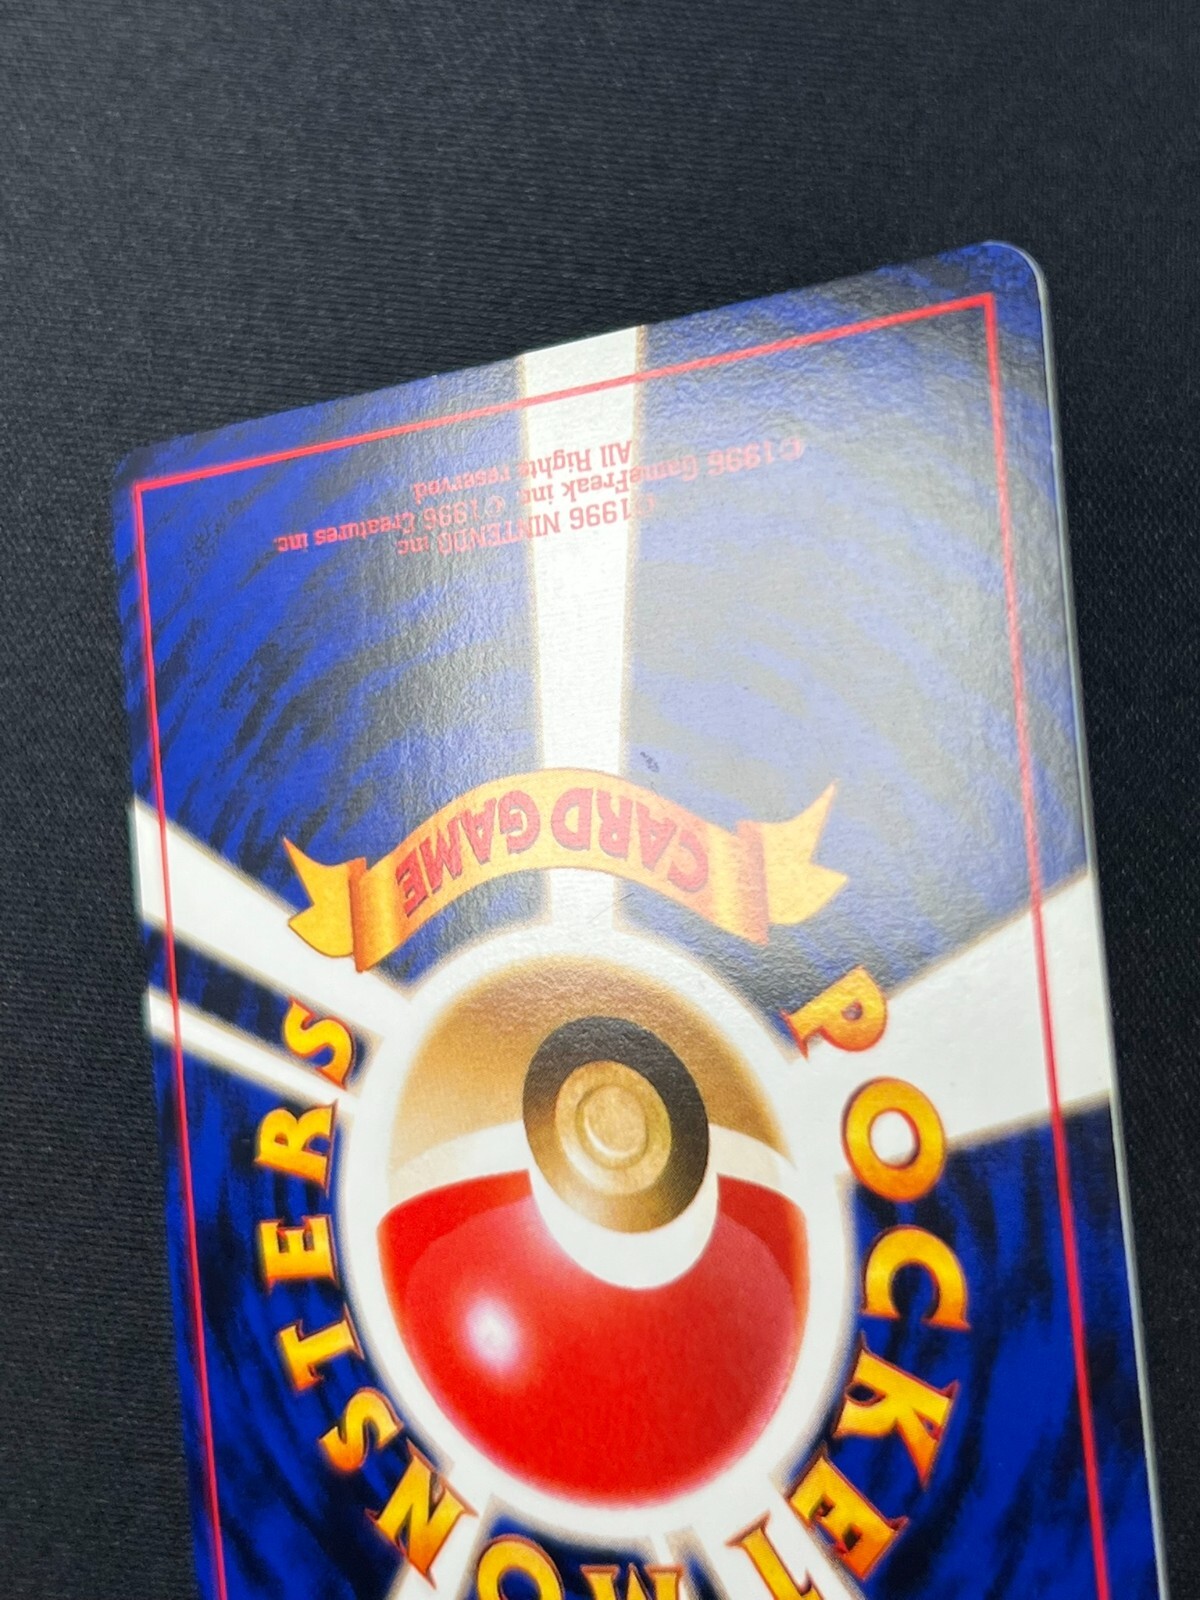 POCKET MONSTERS
CARD GAME
©1996 NINTENDO inc.
©1996 GameFreak inc. ©1996 Creatures inc.
All Rights reserved.